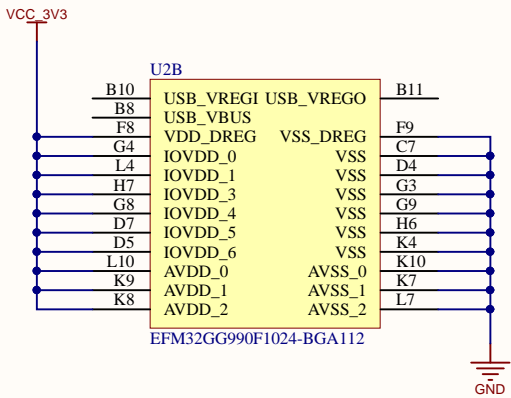 VCC_3V3
U2B
B10 USB_VREGI USB_VREGO B11
B8 USB_VBUS
F8 VDD_DREG VSS_DREG F9
G4 IOVDD_0 VSS C7
L4 IOVDD_1 VSS D4
H7 IOVDD_3 VSS G3
G8 IOVDD_4 VSS G9
D7 IOVDD_5 VSS H6
D5 IOVDD_6 VSS K4
L10 AVDD_0 AVSS_0 K10
K9 AVDD_1 AVSS_1 K7
K8 AVDD_2 AVSS_2 L7
EFM32GG990F1024-BGA112
GND